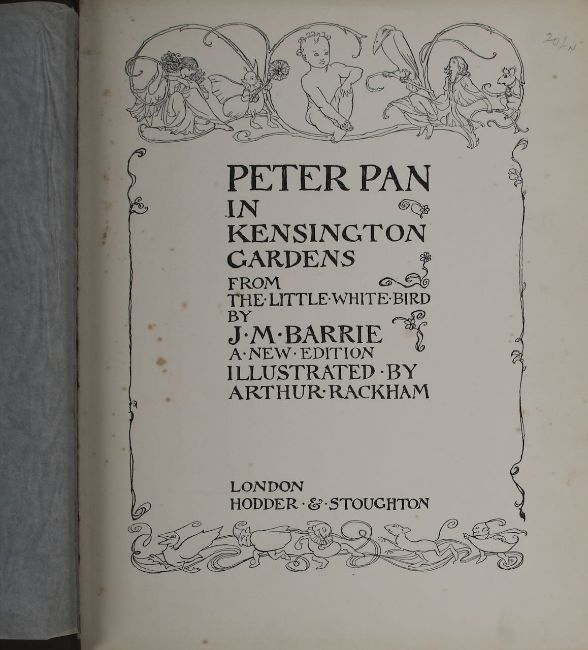 PETER PAN
IN
KENSINGTON
GARDENS
FROM
THE·LITTLE·WHITE·BIRD
BY
J·M·BARRIE
A·NEW·EDITION
ILLUSTRATED·BY
ARTHUR·RACKHAM
LONDON
HODDER·&·STOUGHTON